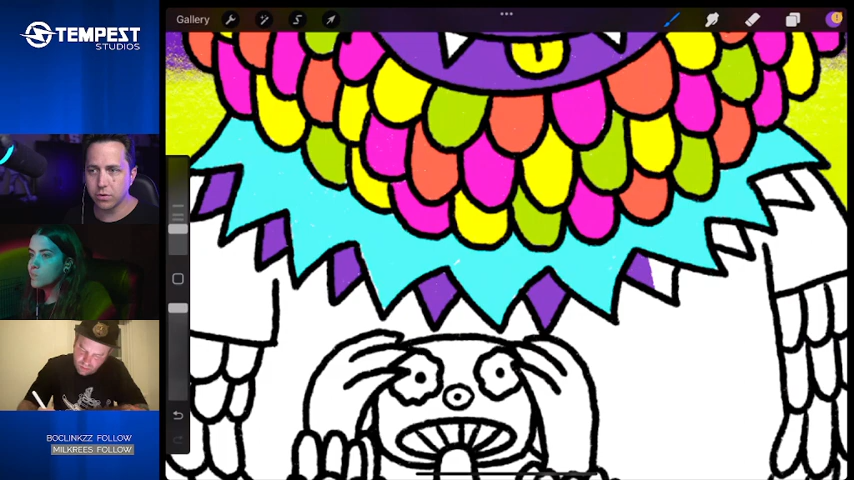 TEMPEST
STUDIOS
Gallery
BOCLINKZZ FOLLOW
MILKREES FOLLOW